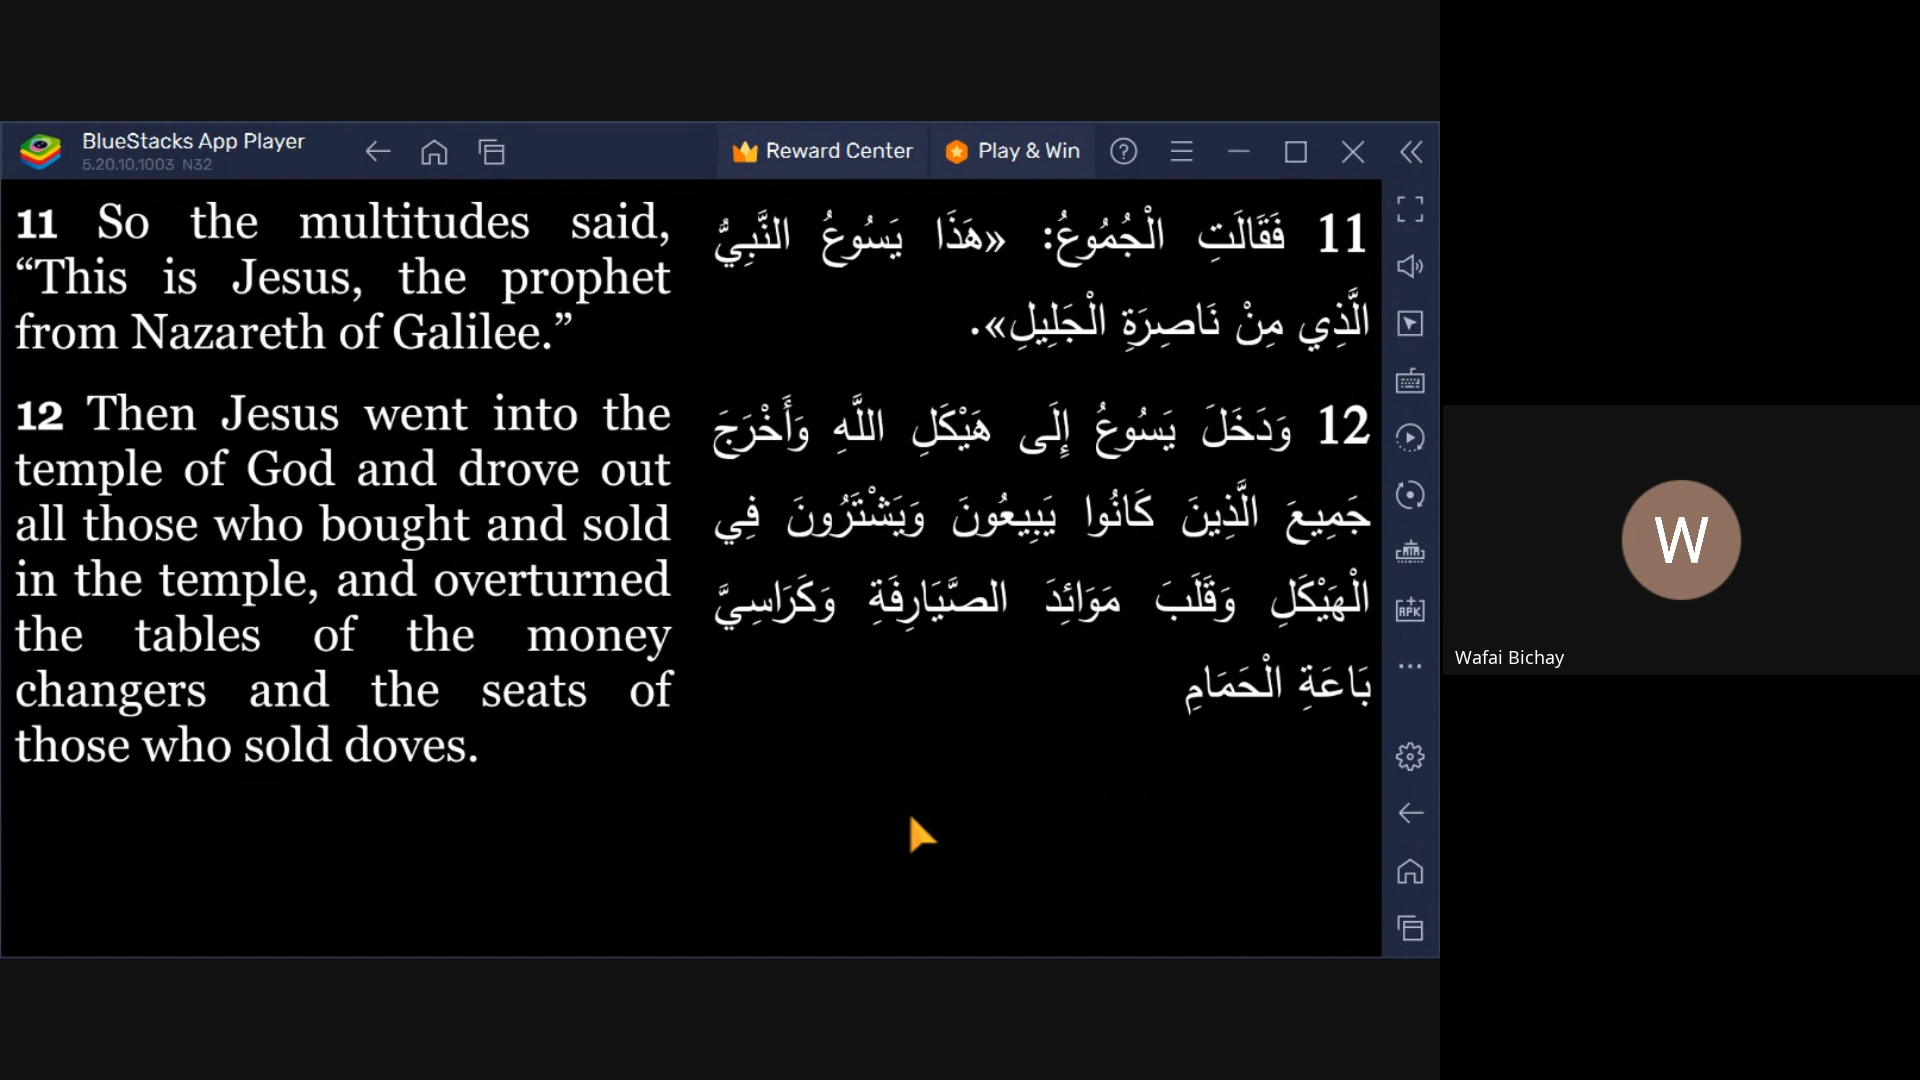 BlueStacks App Player
5.20.10.1003 N32
Reward Center
Play & Win
11 So the multitudes said,
“This is Jesus, the prophet
from Nazareth of Galilee.”
12 Then Jesus went into the
temple of God and drove out
all those who bought and sold
in the temple, and overturned
the tables of the money
changers and the seats of
those who sold doves.
11 فَقَالَتِ الْجُمُوعُ: «هَذَا يَسُوعُ النَّبِيُّ
الَّذِي مِنْ نَاصِرَةِ الْجَلِيلِ».
12 وَدَخَلَ يَسُوعُ إِلَى هَيْكَلِ اللَّهِ وَأَخْرَجَ
جَمِيعَ الَّذِينَ كَانُوا يَبِيعُونَ وَيَشْتَرُونَ فِي
الْهَيْكَلِ وَقَلَبَ مَوَائِدَ الصَّيَارِفَةِ وَكَرَاسِيَّ
بَاعَةِ الْحَمَامِ
APK
W
Wafai Bichay